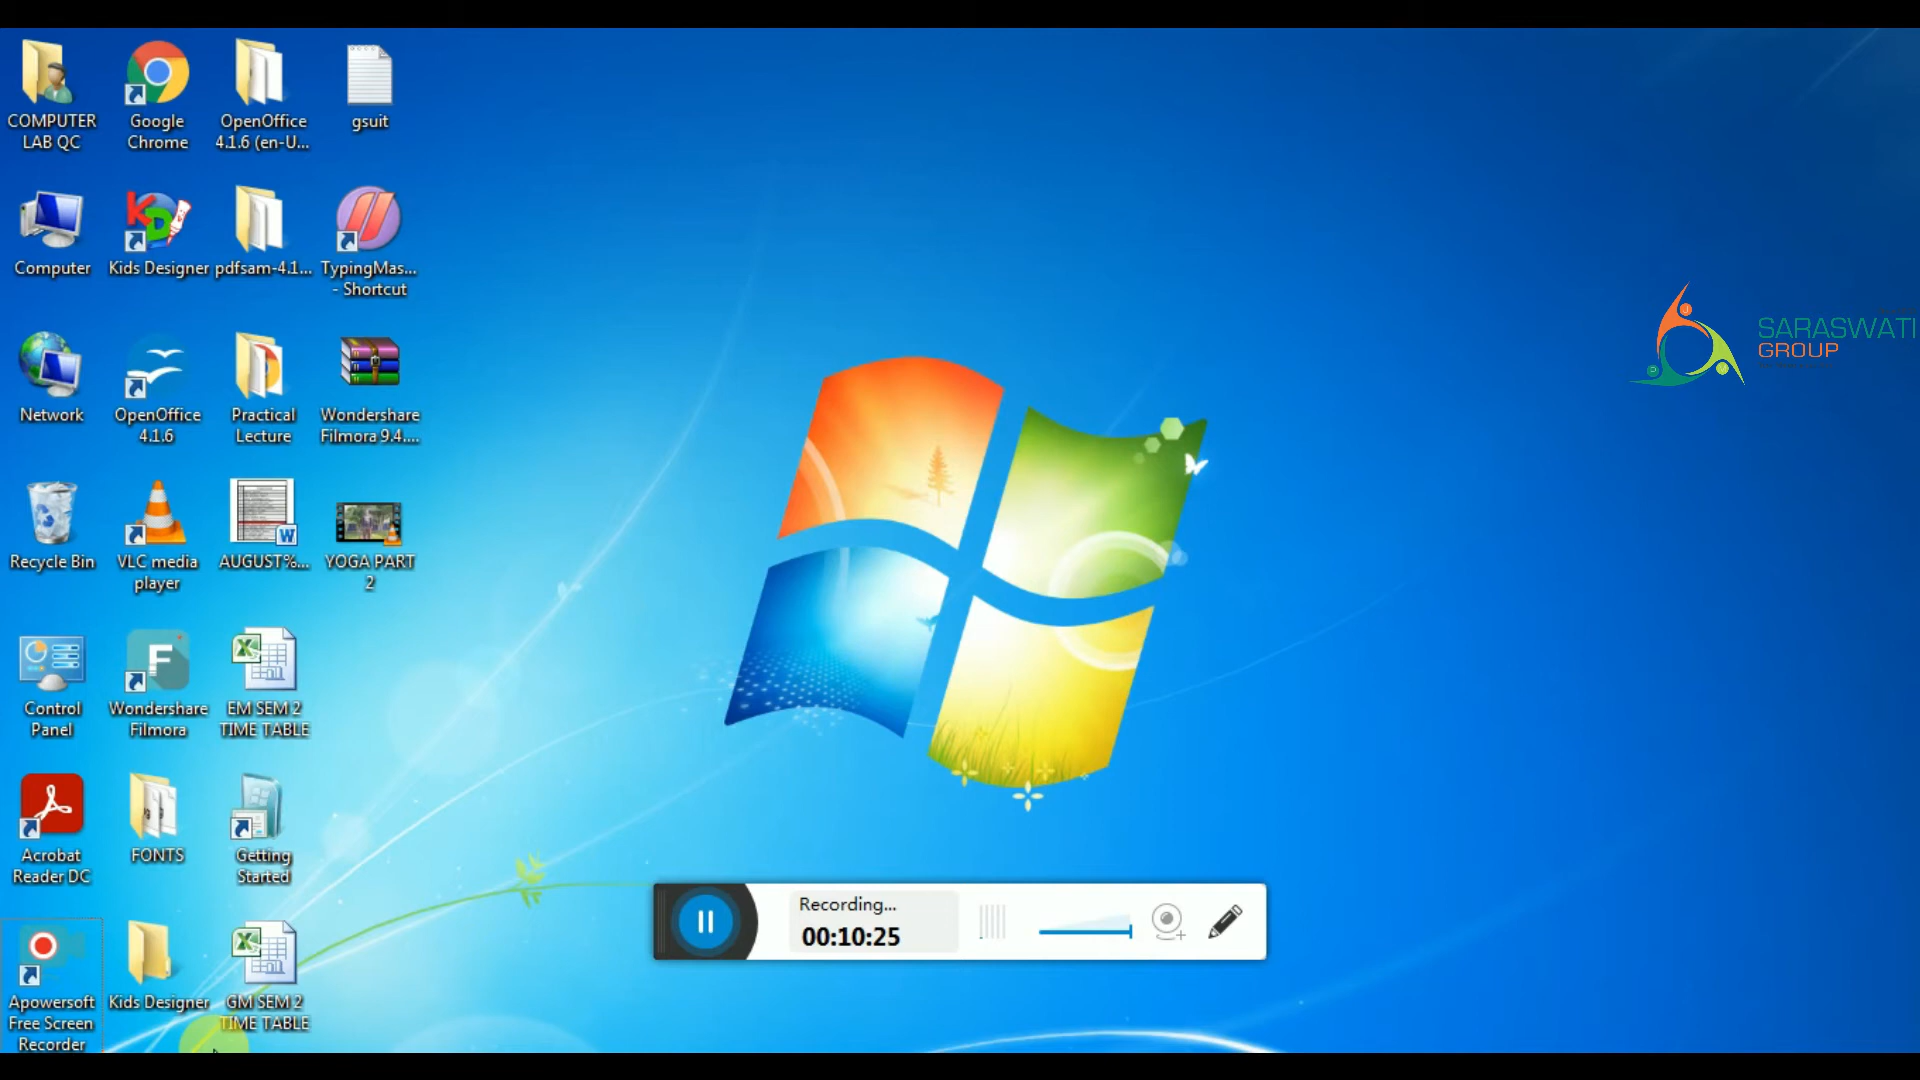 COMPUTER
LAB QC
Google
Chrome
OpenOffice
4.1.6 (en-U...
gsuit
Computer
Kids Designer
pdfsam-4.1...
TypingMas...
- Shortcut
Network
OpenOffice
4.1.6
Practical
Lecture
Wondershare
Filmora 9.4....
SARASWATI
GROUP
Recycle Bin
VLC media
player
AUGUST%...
YOGA PART
2
Control
Panel
Wondershare
Filmora
EM SEM 2
TIME TABLE
Acrobat
Reader DC
FONTS
Getting
Started
Apowersoft
Free Screen
Recorder
Kids Designer
GM SEM 2
TIME TABLE
Recording...
00:10:25